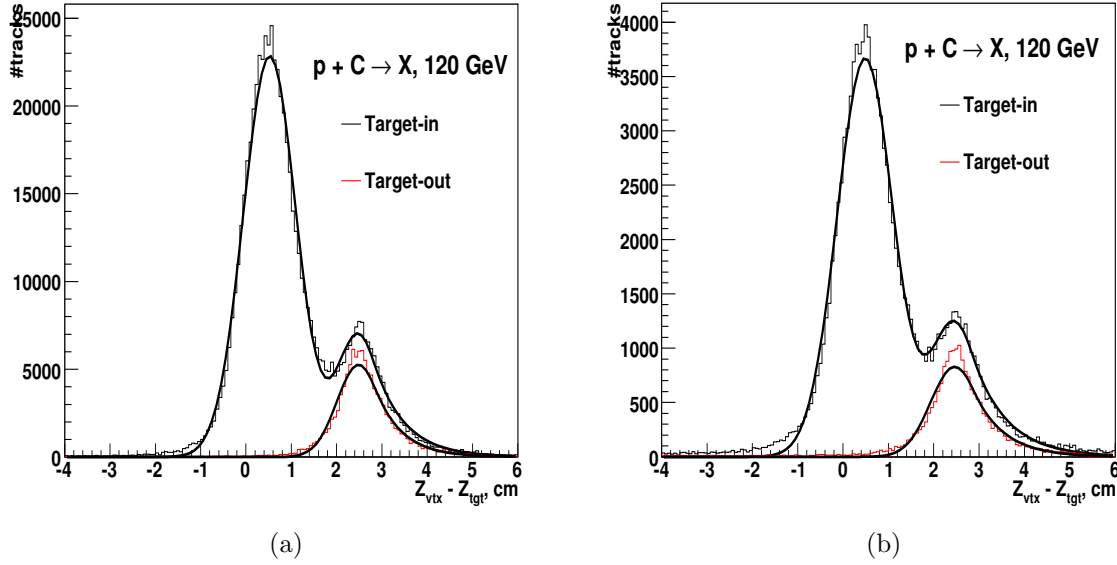 #tracks
25000
20000
15000
10000
5000
0
-4 -3 -2 -1 0 1 2 3 4 5 6
p + C → X, 120 GeV
Target-in
Target-out
Z_vtx - Z_tgt, cm
(a)
#tracks
4000
3500
3000
2500
2000
1500
1000
500
0
-4 -3 -2 -1 0 1 2 3 4 5 6
p + C → X, 120 GeV
Target-in
Target-out
Z_vtx - Z_tgt, cm
(b)